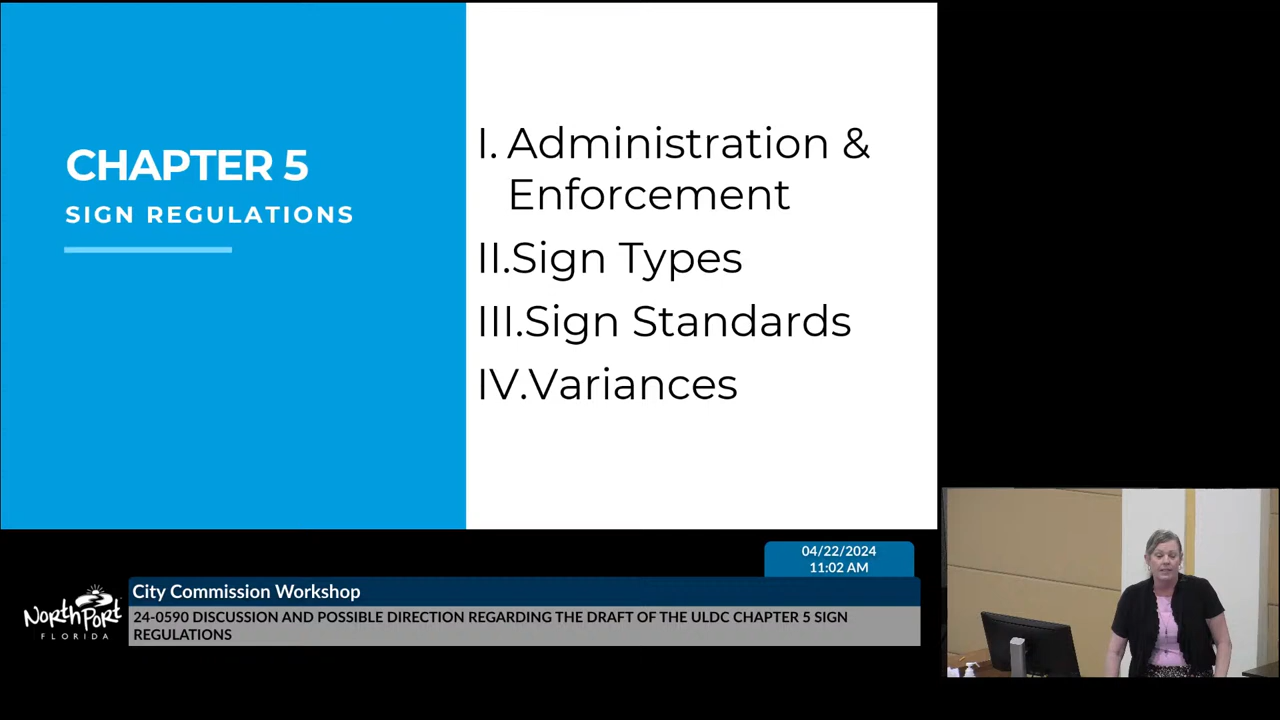 CHAPTER 5
SIGN REGULATIONS
I. Administration &
Enforcement
II.Sign Types
III.Sign Standards
IV.Variances
04/22/2024
11:02 AM
City Commission Workshop
24-0590 DISCUSSION AND POSSIBLE DIRECTION REGARDING THE DRAFT OF THE ULDC CHAPTER 5 SIGN
REGULATIONS
North Port
FLORIDA